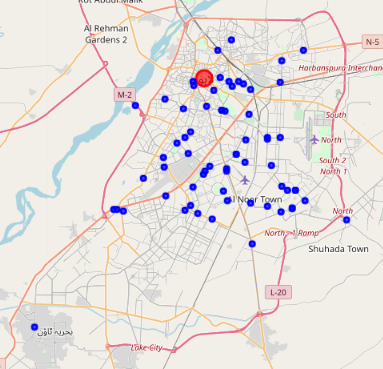 Kot Abdul Malik
Al Rehman
Gardens 2
N-5
Harbanspura Interchan
M-2
South
North
South 2
North 1
Al Noor Town
North
North 1 Ramp
Shuhada Town
L-20
بحریہ ٹاؤن
Lake City